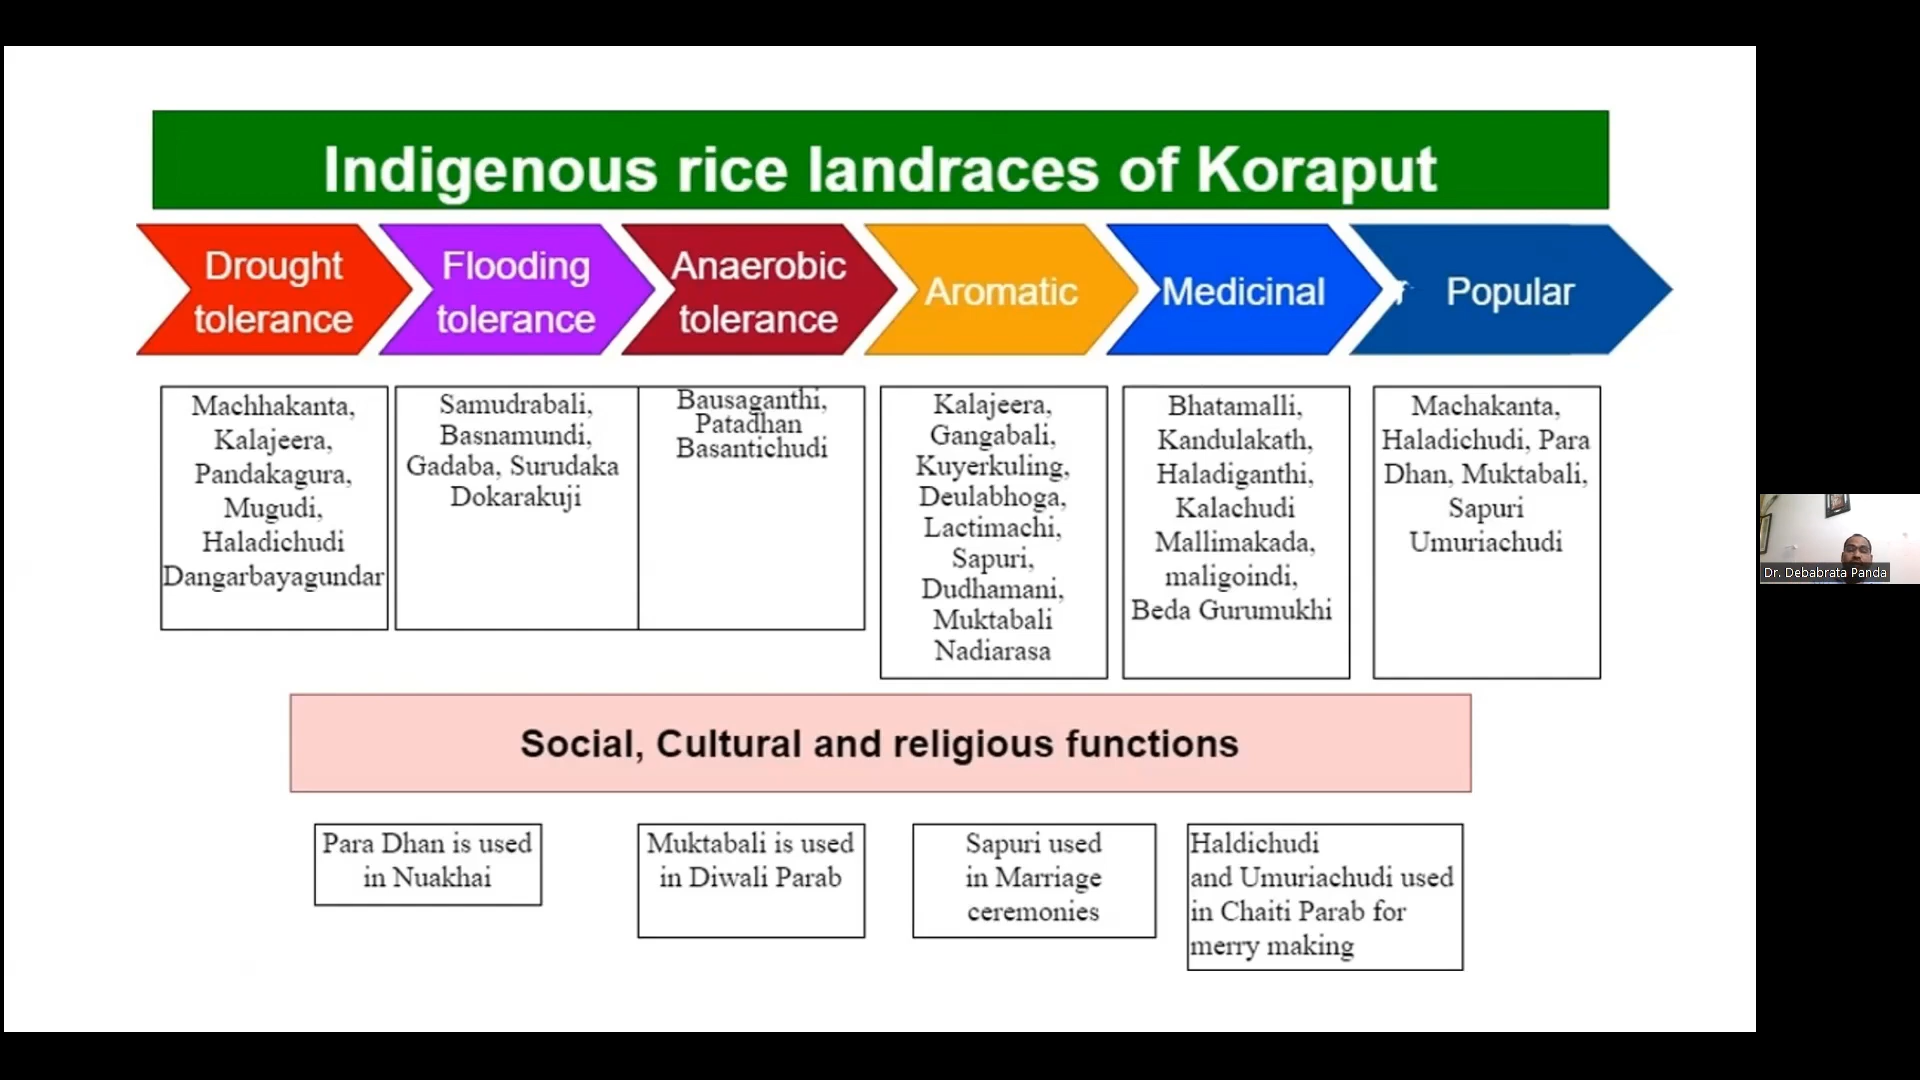 Indigenous rice landraces of Koraput
Drought
tolerance
Flooding
tolerance
Anaerobic
tolerance
Aromatic
Medicinal
Popular
Machhakanta,
Kalajeera,
Pandakagura,
Mugudi,
Haladichudi
Dangarbayagundar
Samudrabali,
Basnamundi,
Gadaba, Surudaka
Dokarakuji
Bausaganthi,
Patadhan
Basantichudi
Kalajeera,
Gangabali,
Kuyerkuling,
Deulabhoga,
Lactimachi,
Sapuri,
Dudhamani,
Muktabali
Nadiarasa
Bhatamalli,
Kandulakath,
Haladiganthi,
Kalachudi
Mallimakada,
maligoindi,
Beda Gurumukhi
Machakanta,
Haladichudi, Para
Dhan, Muktabali,
Sapuri
Umuriachudi
Social, Cultural and religious functions
Para Dhan is used
in Nuakhai
Muktabali is used
in Diwali Parab
Sapuri used
in Marriage
ceremonies
Haldichudi
and Umuriachudi used
in Chaiti Parab for
merry making
Dr. Debabrata Panda